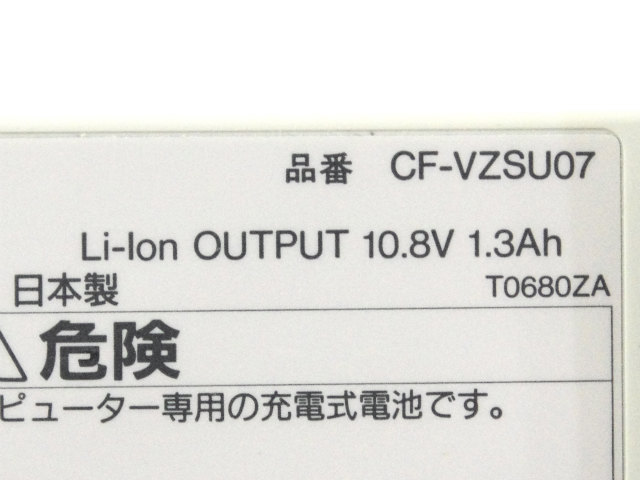 品番 CF-VZSU07
Li-Ion OUTPUT 10.8V 1.3Ah
日本製 T0680ZA
危険
ピューター専用の充電式電池です。